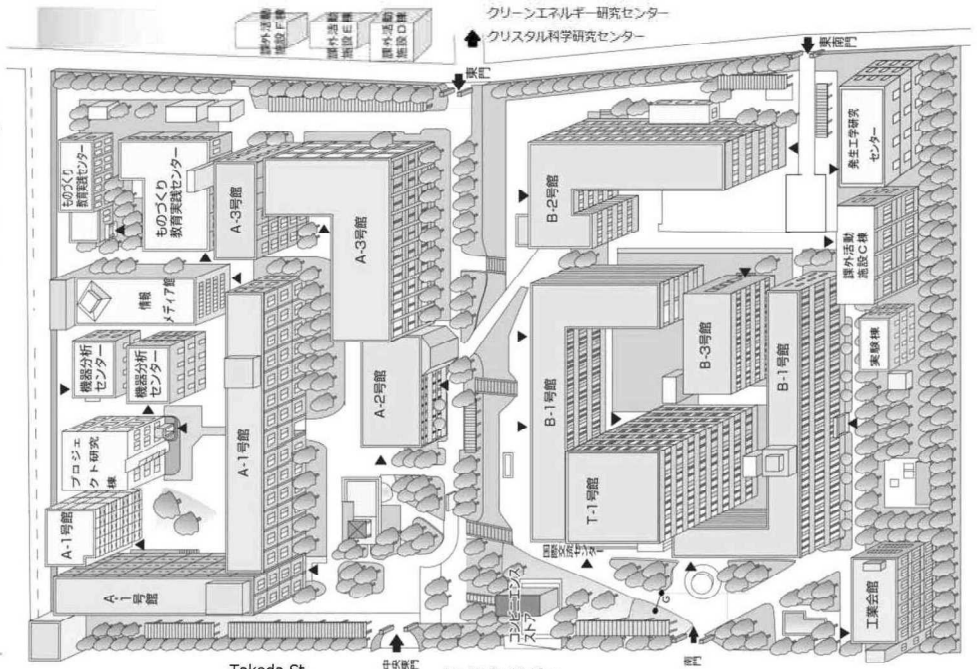 クリーンエネルギー研究センター
クリスタル科学研究センター
課外活動
施設F棟
課外活動
施設E棟
課外活動
施設D棟
東門
東南門
ものづくり
教育実践センター
ものづくり
教育実践センター
A-3号館
A-3号館
B-2号館
発生工学研究
センター
課外活動
施設C棟
情報
メディア館
機器分析
センター
機器分析
センター
A-2号館
B-1号館
B-3号館
B-1号館
実験棟
プロジェ
クト研究
棟
A-1号館
A-1号館
A-1号館
T-1号館
国際交流センター
コンビニエンス
ストア
工業会館
南門
Takeda St.